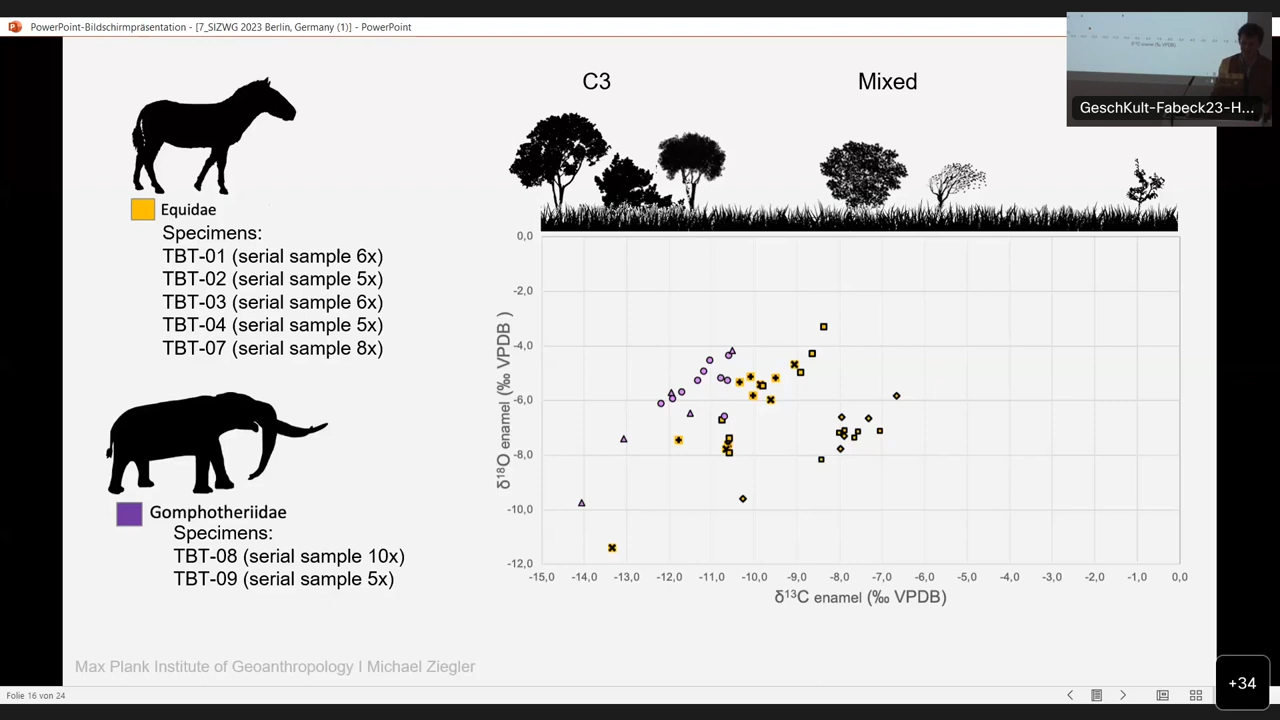 PowerPoint-Bildschirmpräsentation - [7_SIZWG 2023 Berlin, Germany (1)] - PowerPoint
GeschKult-Fabeck23-H...
C3
Mixed
Equidae
Specimens:
TBT-01 (serial sample 6x)
TBT-02 (serial sample 5x)
TBT-03 (serial sample 6x)
TBT-04 (serial sample 5x)
TBT-07 (serial sample 8x)
Gomphotheriidae
Specimens:
TBT-08 (serial sample 10x)
TBT-09 (serial sample 5x)
0,0
-2,0
-4,0
-6,0
-8,0
-10,0
-12,0
δ¹⁸O enamel (‰ VPDB )
-15,0 -14,0 -13,0 -12,0 -11,0 -10,0 -9,0 -8,0 -7,0 -6,0 -5,0 -4,0 -3,0 -2,0 -1,0 0,0
δ¹³C enamel (‰ VPDB)
Max Plank Institute of Geoanthropology I Michael Ziegler
Folie 16 von 24
+34